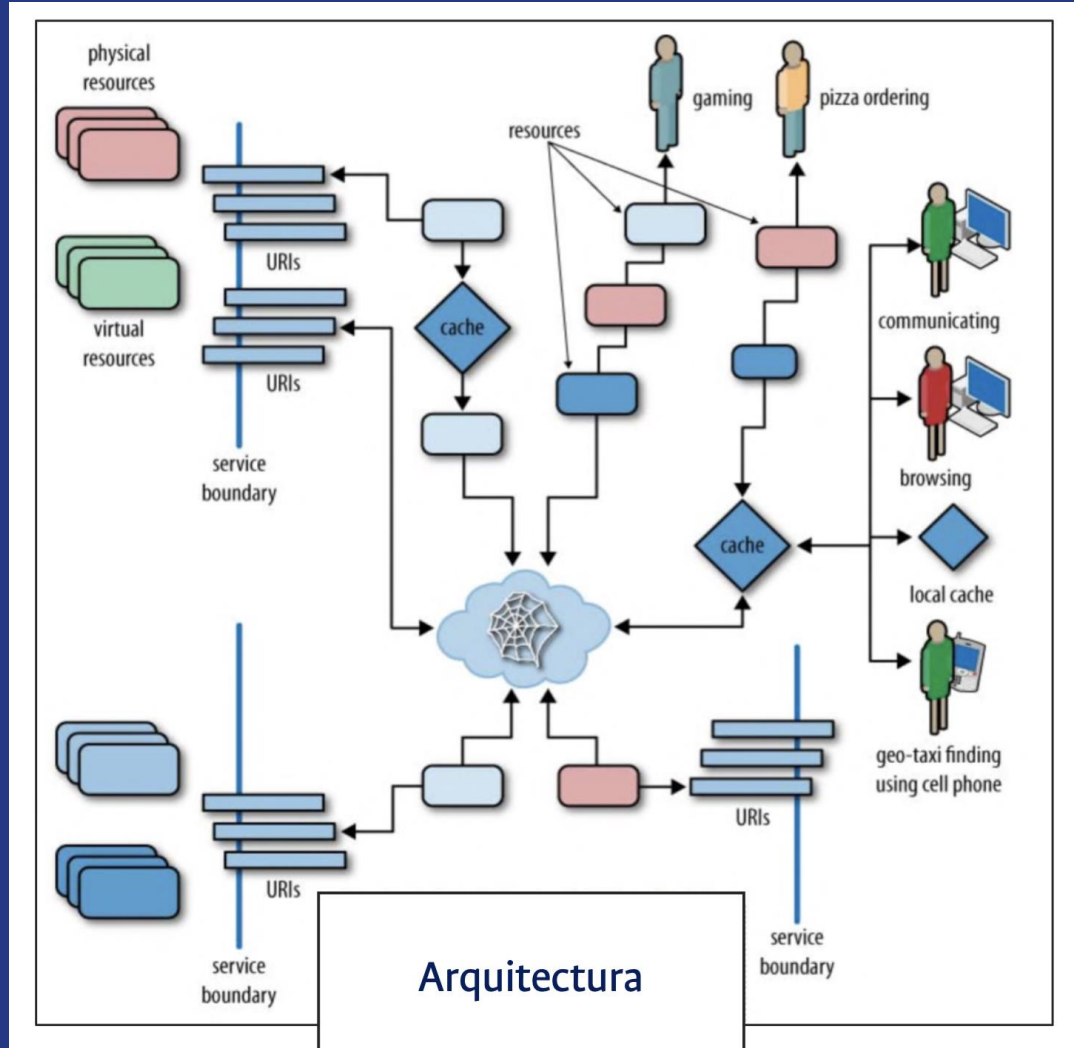 physical
resources
gaming
pizza ordering
resources
URIs
virtual
resources
cache
communicating
URIs
service
boundary
browsing
cache
local cache
geo-taxi finding
using cell phone
URIs
URIs
service
boundary
service
boundary
Arquitectura